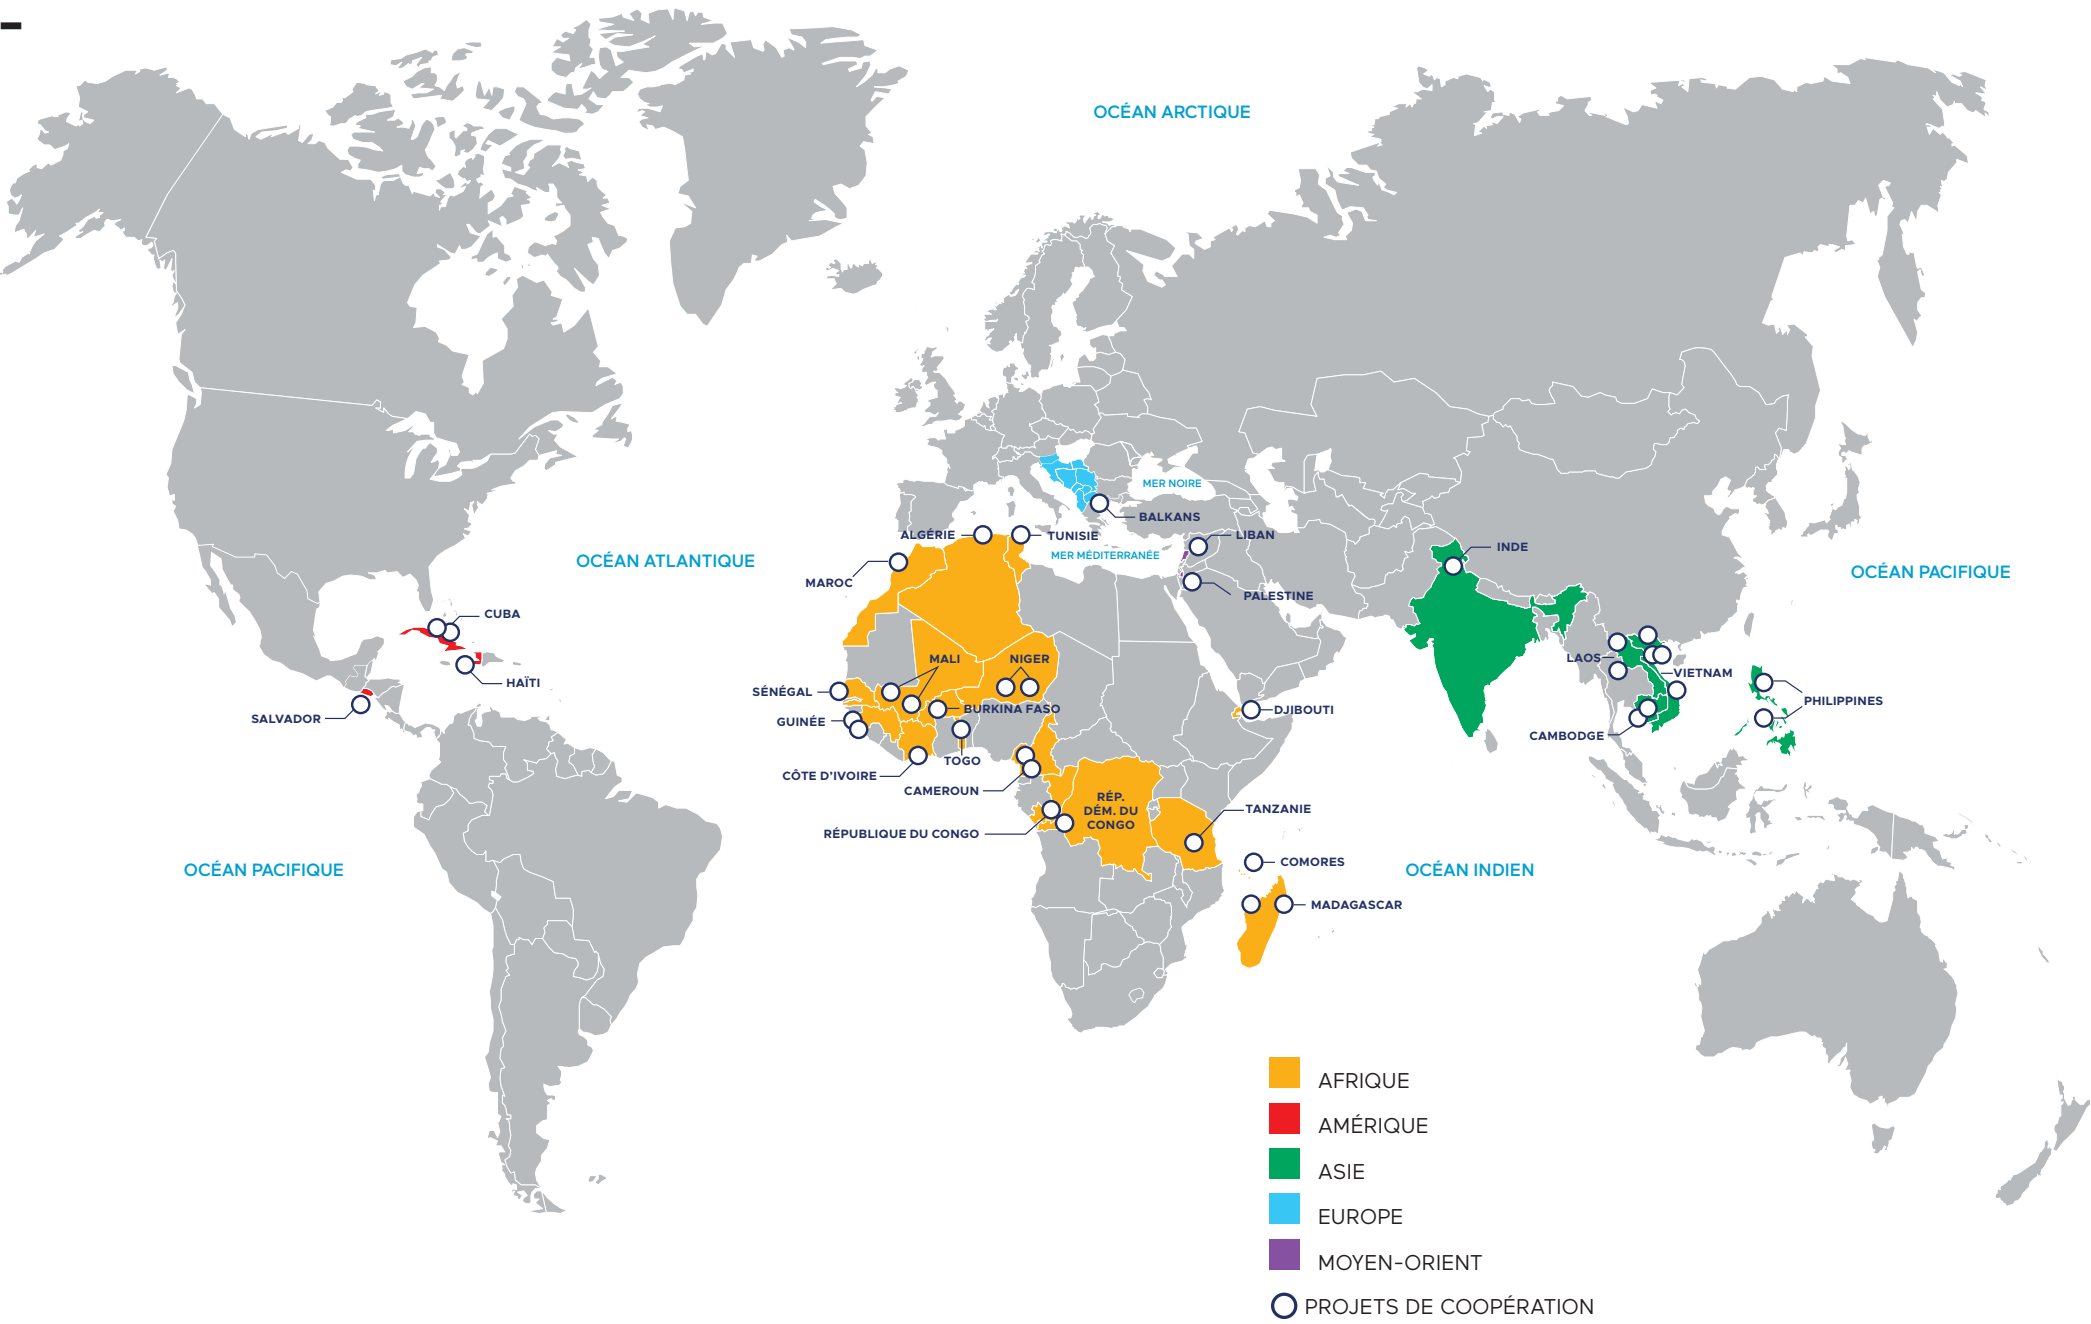 OCÉAN ARCTIQUE
MER NOIRE
BALKANS
ALGÉRIE
TUNISIE
LIBAN
INDE
MER MÉDITERRANÉE
OCÉAN ATLANTIQUE
OCÉAN PACIFIQUE
MAROC
PALESTINE
CUBA
LAOS
MALI
NIGER
VIETNAM
HAÏTI
SÉNÉGAL
PHILIPPINES
BURKINA FASO
DJIBOUTI
SALVADOR
GUINÉE
CAMBODGE
TOGO
CÔTE D'IVOIRE
CAMEROUN
RÉP.
DÉM. DU
CONGO
TANZANIE
RÉPUBLIQUE DU CONGO
COMORES
OCÉAN PACIFIQUE
OCÉAN INDIEN
MADAGASCAR
AFRIQUE
AMÉRIQUE
ASIE
EUROPE
MOYEN-ORIENT
PROJETS DE COOPÉRATION